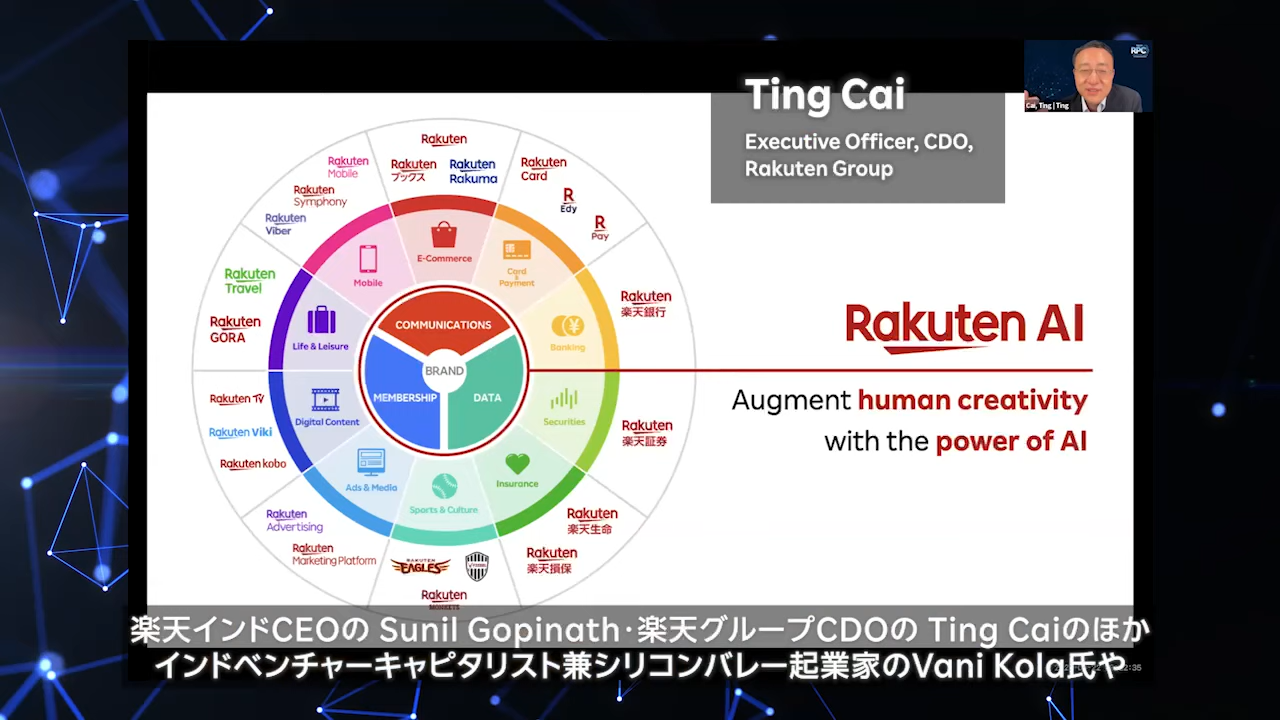 Ting Cai
Executive Officer, CDO,
Rakuten Group
RPC
Cai, Ting | Ting
Rakuten
Rakuten
ブックス
Rakuten
Rakuma
Rakuten
Card
R
Edy
R
Pay
Rakuten
楽天銀行
Rakuten
楽天証券
Rakuten
楽天生命
Rakuten
楽天損保
RAKUTEN
EAGLES
Rakuten
MONKEYS
Rakuten
Marketing Platform
Rakuten
Advertising
Rakuten kobo
Rakuten Viki
Rakuten TV
Rakuten
GORA
Rakuten
Travel
Rakuten
Viber
Rakuten
Symphony
Rakuten
Mobile
E-Commerce
Card
&
Payment
Banking
Securities
Insurance
Sports & Culture
Ads & Media
Digital Content
Life & Leisure
Mobile
COMMUNICATIONS
BRAND
MEMBERSHIP
DATA
Rakuten AI
Augment human creativity
with the power of AI
楽天インドCEOの Sunil Gopinath・楽天グループCDOの Ting Caiのほか
インドベンチャーキャピタリスト兼シリコンバレー起業家のVani Kola氏や